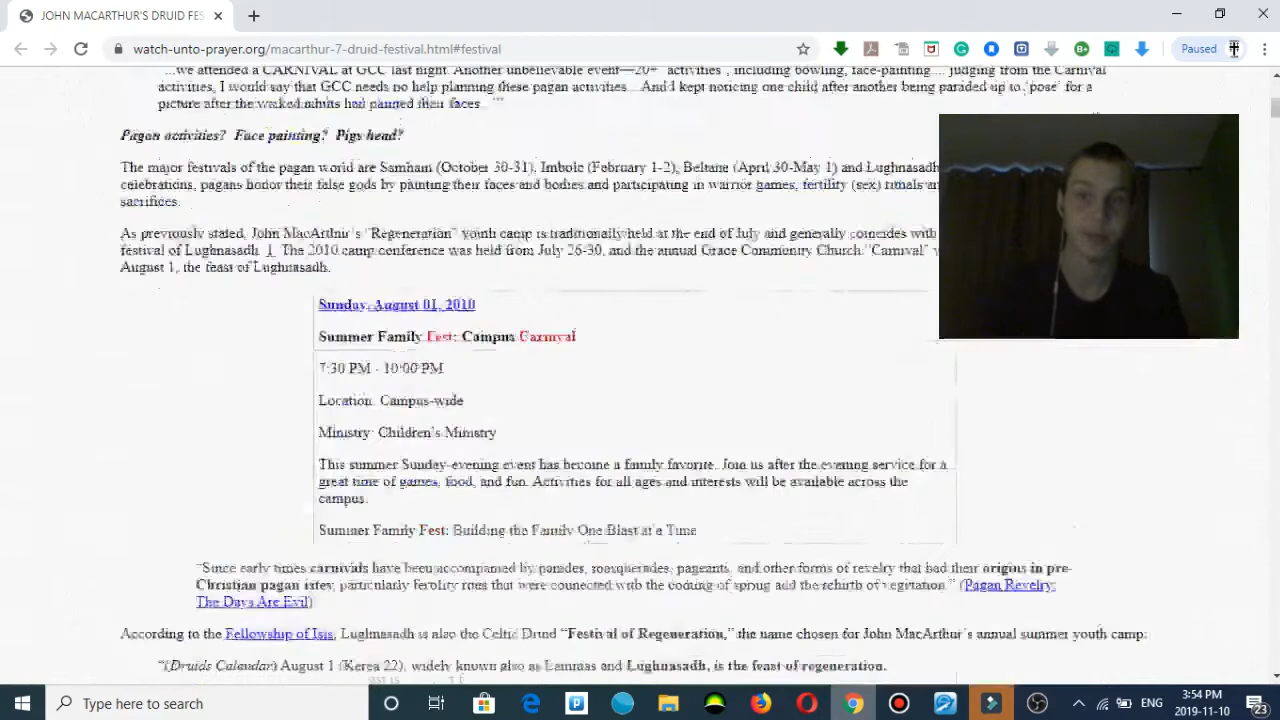 JOHN MACARTHUR'S DRUID FES
watch-unto-prayer.org/macarthur-7-druid-festival.html#festival
Paused
...we attended a CARNIVAL at GCC last night. Another unbelievable event—20+ activities, including bowling, face-painting ... judging from the Carnival
activities, I would say that GCC needs no help planning these pagan activities. And I kept noticing one child after another being paraded up to 'pose' for a
picture after the wicked adults had painted their faces
Pagan activities? Face painting? Pigs head?
The major festivals of the pagan world are Samhain (October 30-31), Imbolc (February 1-2), Beltane (April 30-May 1) and Lughnasadh
celebrations, pagans honor their false gods by painting their faces and bodies and participating in warrior games, fertility (sex) rituals
sacrifices.
As previously stated, John MacArthur's "Regeneration" youth camp is traditionally held at the end of July and generally coincides with
festival of Lughnasadh. The 2010 camp conference was held from July 26-30, and the annual Grace Community Church "Carnival"
August 1, the feast of Lughnasadh.
Sunday, August 01, 2010
Summer Family Fest: Campus Carnival
7:30 PM - 10:00 PM
Location: Campus-wide
Ministry: Children's Ministry
This summer Sunday-evening event has become a family favorite. Join us after the evening service for a
great time of games, food, and fun. Activities for all ages and interests will be available across the
campus.
Summer Family Fest: Building the Family One Blast at a Time
"Since early times carnivals have been accompanied by parades, masquerades, pageants, and other forms of revelry that had their origins in pre-
Christian pagan rites, particularly fertility rites that were connected with the coming of spring and the rebirth of vegetation." (Pagan Revelry:
The Days Are Evil)
According to the Fellowship of Isis, Lughnasadh is also the Celtic Druid "Festival of Regeneration," the name chosen for John MacArthur's annual summer youth camp.
"(Druids Calendar) August 1 (Kerea 22), widely known also as Lammas and Lughnasadh, is the feast of regeneration.
Type here to search
ENG
3:54 PM
2019-11-10
23